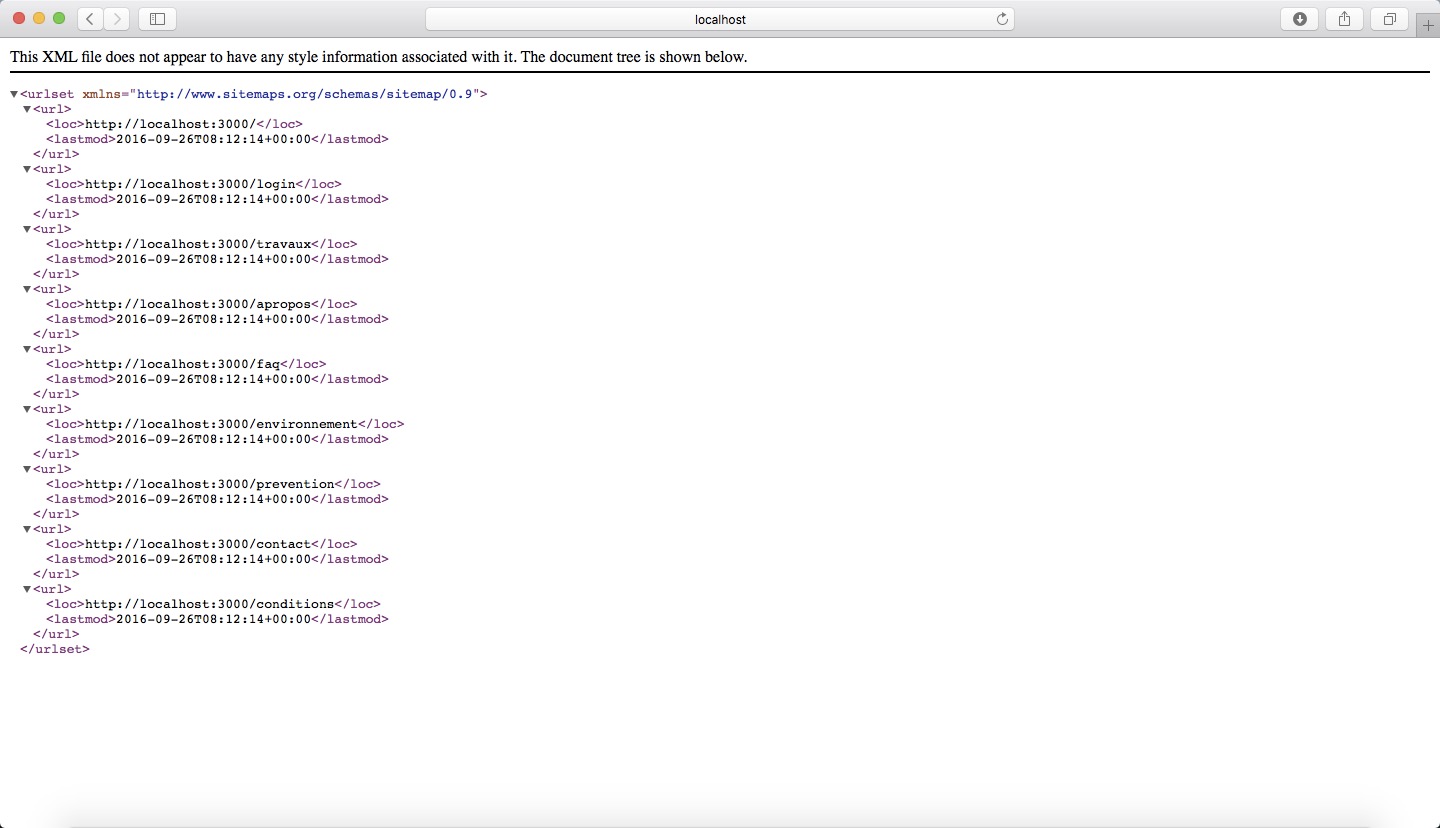 localhost
This XML file does not appear to have any style information associated with it. The document tree is shown below.
<urlset xmlns="http://www.sitemaps.org/schemas/sitemap/0.9">
<url>
<loc>http://localhost:3000/</loc>
<lastmod>2016-09-26T08:12:14+00:00</lastmod>
</url>
<url>
<loc>http://localhost:3000/login</loc>
<lastmod>2016-09-26T08:12:14+00:00</lastmod>
</url>
<url>
<loc>http://localhost:3000/travaux</loc>
<lastmod>2016-09-26T08:12:14+00:00</lastmod>
</url>
<url>
<loc>http://localhost:3000/apropos</loc>
<lastmod>2016-09-26T08:12:14+00:00</lastmod>
</url>
<url>
<loc>http://localhost:3000/faq</loc>
<lastmod>2016-09-26T08:12:14+00:00</lastmod>
</url>
<url>
<loc>http://localhost:3000/environnement</loc>
<lastmod>2016-09-26T08:12:14+00:00</lastmod>
</url>
<url>
<loc>http://localhost:3000/prevention</loc>
<lastmod>2016-09-26T08:12:14+00:00</lastmod>
</url>
<url>
<loc>http://localhost:3000/contact</loc>
<lastmod>2016-09-26T08:12:14+00:00</lastmod>
</url>
<url>
<loc>http://localhost:3000/conditions</loc>
<lastmod>2016-09-26T08:12:14+00:00</lastmod>
</url>
</urlset>